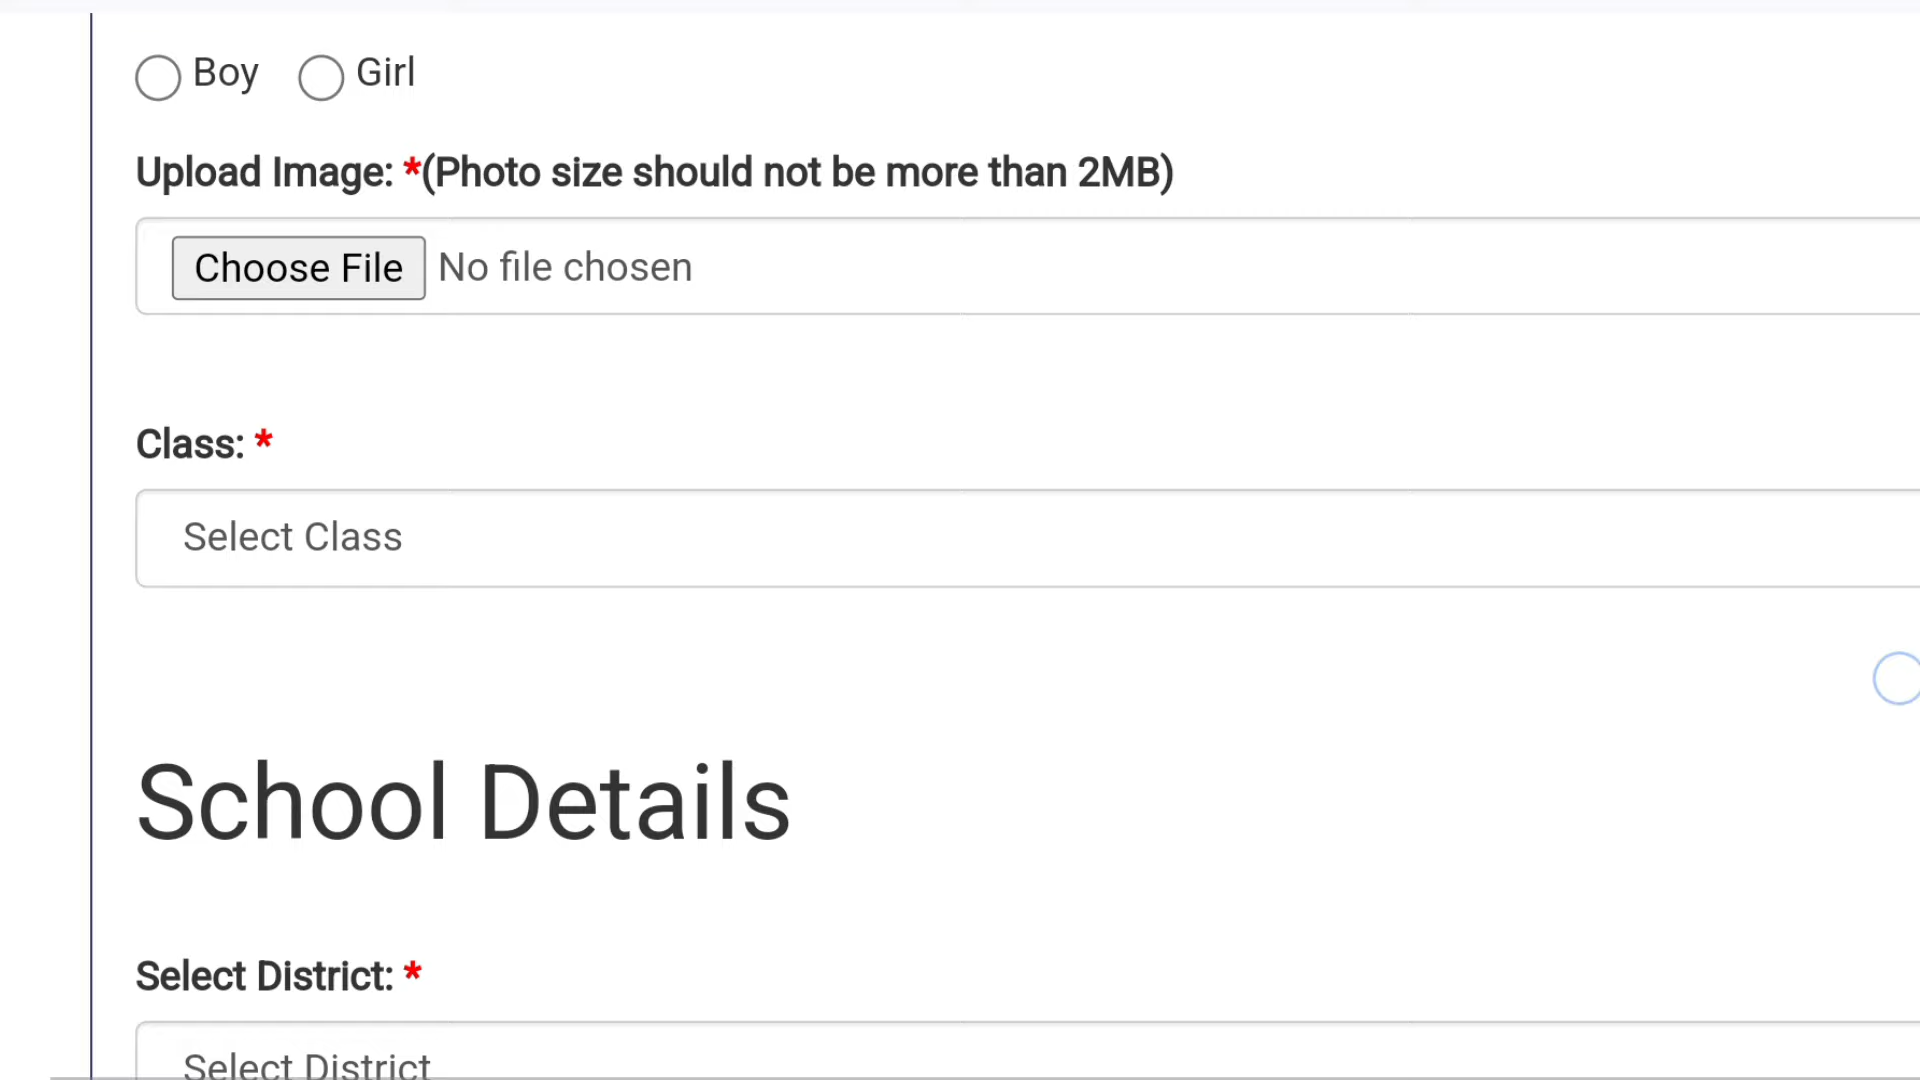 Boy Girl
Upload Image: *(Photo size should not be more than 2MB)
Choose File No file chosen
Class: *
Select Class
School Details
Select District: *
Select District